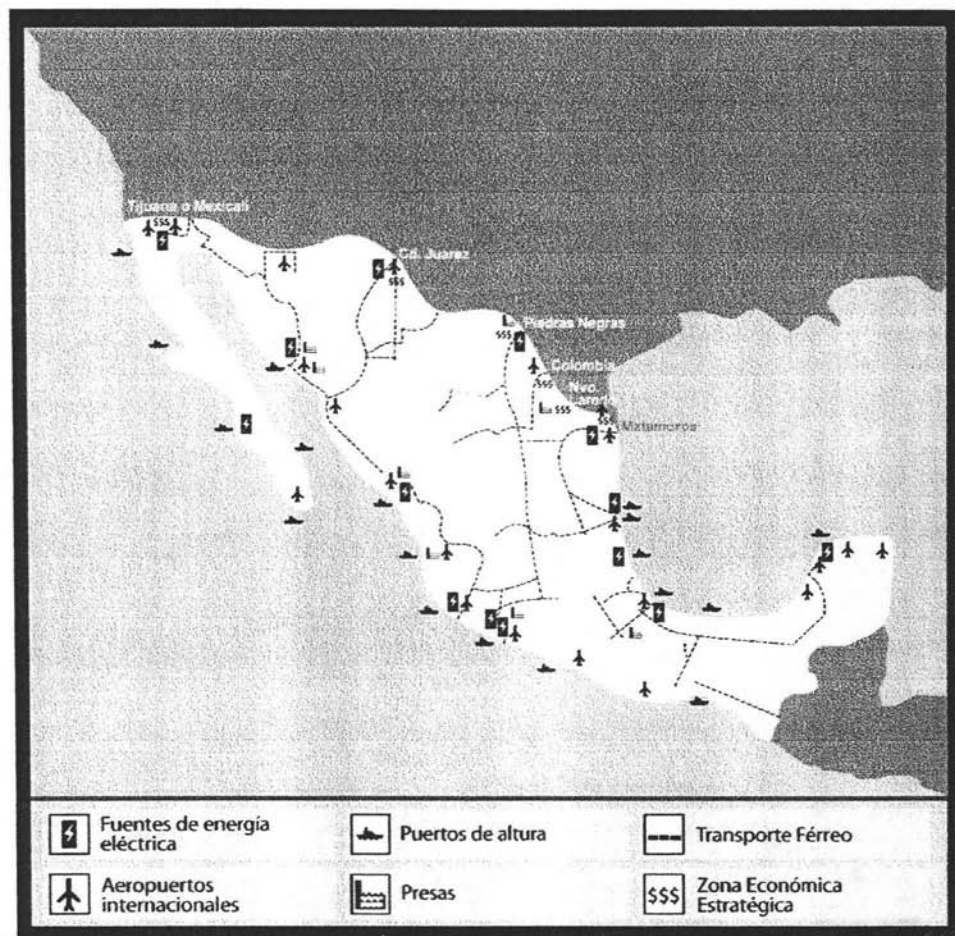 Tijuana o Mexicali
$$$
Cd. Juarez
$$$
Piedras Negras
$$$
Colombia
$$$
Nvo.
Laredo
$$$
$$$
Matamoros
Fuentes de energía
eléctrica
Puertos de altura
Transporte Férreo
Aeropuertos
internacionales
Presas
$$$
Zona Económica
Estratégica